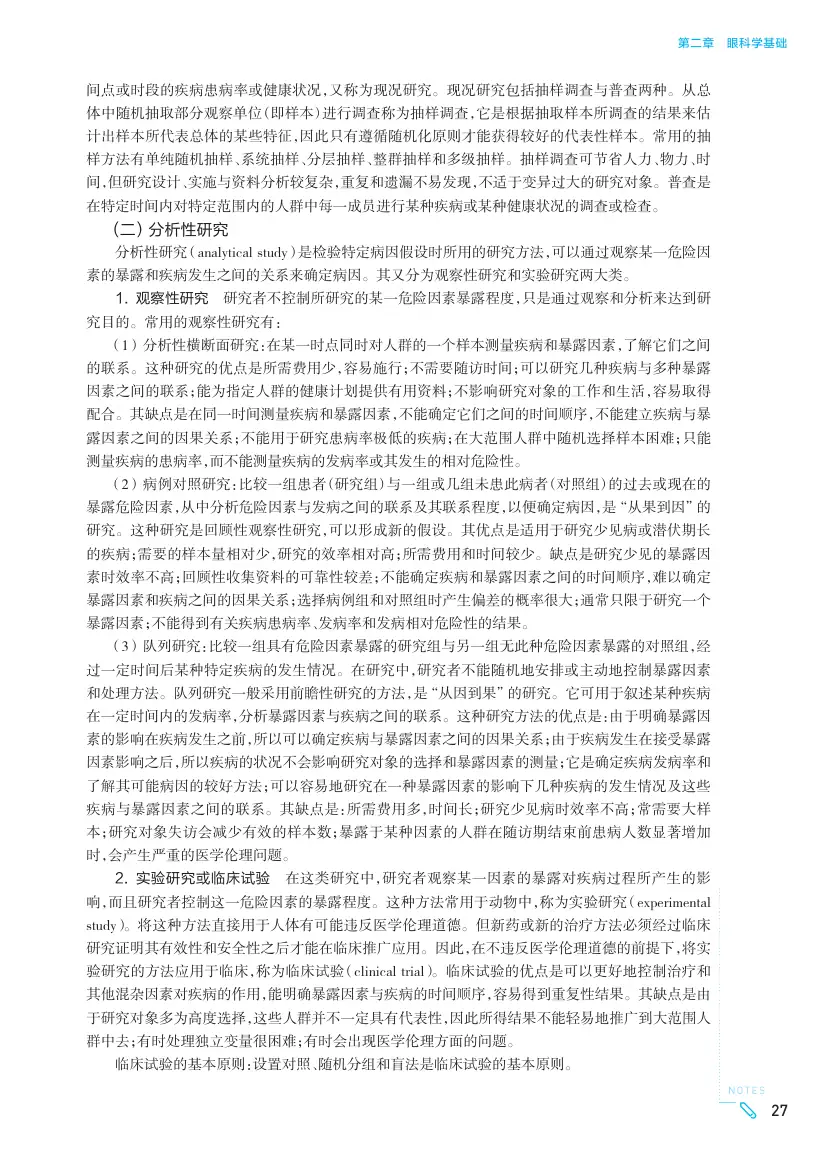 第二章　眼科学基础
间点或时段的疾病患病率或健康状况,又称为现况研究。现况研究包括抽样调查与普查两种。从总
体中随机抽取部分观察单位(即样本)进行调查称为抽样调查,它是根据抽取样本所调查的结果来估
计出样本所代表总体的某些特征,因此只有遵循随机化原则才能获得较好的代表性样本。常用的抽
样方法有单纯随机抽样、系统抽样、分层抽样、整群抽样和多级抽样。抽样调查可节省人力、物力、时
间,但研究设计、实施与资料分析较复杂,重复和遗漏不易发现,不适于变异过大的研究对象。普查是
在特定时间内对特定范围内的人群中每一成员进行某种疾病或某种健康状况的调查或检查。
(二)分析性研究
分析性研究(analytical study)是检验特定病因假设时所用的研究方法,可以通过观察某一危险因
素的暴露和疾病发生之间的关系来确定病因。其又分为观察性研究和实验研究两大类。
1. 观察性研究　研究者不控制所研究的某一危险因素暴露程度,只是通过观察和分析来达到研
究目的。常用的观察性研究有:
(1)分析性横断面研究:在某一时点同时对人群的一个样本测量疾病和暴露因素,了解它们之间
的联系。这种研究的优点是所需费用少,容易施行;不需要随访时间;可以研究几种疾病与多种暴露
因素之间的联系;能为指定人群的健康计划提供有用资料;不影响研究对象的工作和生活,容易取得
配合。其缺点是在同一时间测量疾病和暴露因素,不能确定它们之间的时间顺序,不能建立疾病与暴
露因素之间的因果关系;不能用于研究患病率极低的疾病;在大范围人群中随机选择样本困难;只能
测量疾病的患病率,而不能测量疾病的发病率或其发生的相对危险性。
(2)病例对照研究:比较一组患者(研究组)与一组或几组未患此病者(对照组)的过去或现在的
暴露危险因素,从中分析危险因素与发病之间的联系及其联系程度,以便确定病因,是“从果到因”的
研究。这种研究是回顾性观察性研究,可以形成新的假设。其优点是适用于研究少见病或潜伏期长
的疾病;需要的样本量相对少,研究的效率相对高;所需费用和时间较少。缺点是研究少见的暴露因
素时效率不高;回顾性收集资料的可靠性较差;不能确定疾病和暴露因素之间的时间顺序,难以确定
暴露因素和疾病之间的因果关系;选择病例组和对照组时产生偏差的概率很大;通常只限于研究一个
暴露因素;不能得到有关疾病患病率、发病率和发病相对危险性的结果。
(3)队列研究:比较一组具有危险因素暴露的研究组与另一组无此种危险因素暴露的对照组,经
过一定时间后某种特定疾病的发生情况。在研究中,研究者不能随机地安排或主动地控制暴露因素
和处理方法。队列研究一般采用前瞻性研究的方法,是“从因到果”的研究。它可用于叙述某种疾病
在一定时间内的发病率,分析暴露因素与疾病之间的联系。这种研究方法的优点是:由于明确暴露因
素的影响在疾病发生之前,所以可以确定疾病与暴露因素之间的因果关系;由于疾病发生在接受暴露
因素影响之后,所以疾病的状况不会影响研究对象的选择和暴露因素的测量;它是确定疾病发病率和
了解其可能病因的较好方法;可以容易地研究在一种暴露因素的影响下几种疾病的发生情况及这些
疾病与暴露因素之间的联系。其缺点是:所需费用多,时间长;研究少见病时效率不高;常需要大样
本;研究对象失访会减少有效的样本数;暴露于某种因素的人群在随访期结束前患病人数显著增加
时,会产生严重的医学伦理问题。
2. 实验研究或临床试验　在这类研究中,研究者观察某一因素的暴露对疾病过程所产生的影
响,而且研究者控制这一危险因素的暴露程度。这种方法常用于动物中,称为实验研究(experimental
study)。将这种方法直接用于人体有可能违反医学伦理道德。但新药或新的治疗方法必须经过临床
研究证明其有效性和安全性之后才能在临床推广应用。因此,在不违反医学伦理道德的前提下,将实
验研究的方法应用于临床,称为临床试验(clinical trial)。临床试验的优点是可以更好地控制治疗和
其他混杂因素对疾病的作用,能明确暴露因素与疾病的时间顺序,容易得到重复性结果。其缺点是由
于研究对象多为高度选择,这些人群并不一定具有代表性,因此所得结果不能轻易地推广到大范围人
群中去;有时处理独立变量很困难;有时会出现医学伦理方面的问题。
临床试验的基本原则:设置对照、随机分组和盲法是临床试验的基本原则。
NOTES
27